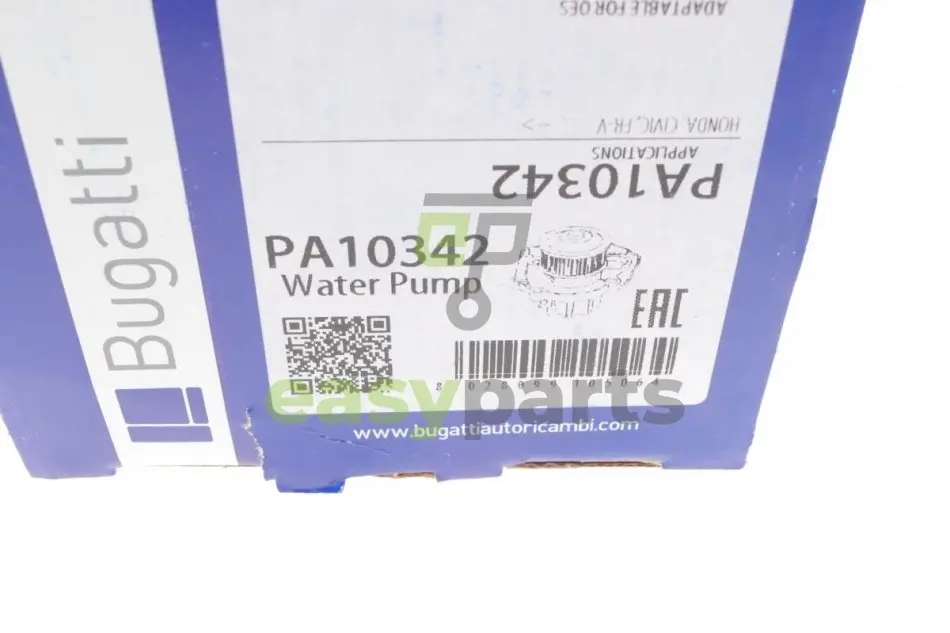 ADAPTABLE FOR OES
HONDA CIVIC, FR-V ... ->
APPLICATIONS
PA10342
PA10342
Water Pump
EAC
easyparts
www.bugattiautoricambi.com
Bugatti